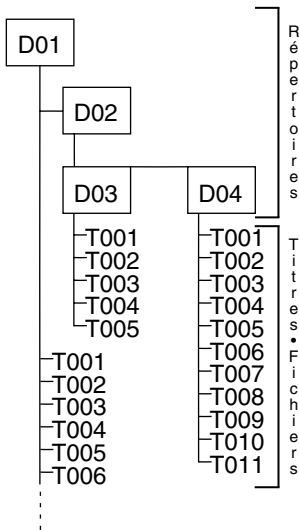 D01
D02
D03
D04
Répertoires
T001
T002
T003
T004
T005
T001
T002
T003
T004
T005
T006
T007
T008
T009
T010
T011
T001
T002
T003
T004
T005
T006
Titres • Fichiers